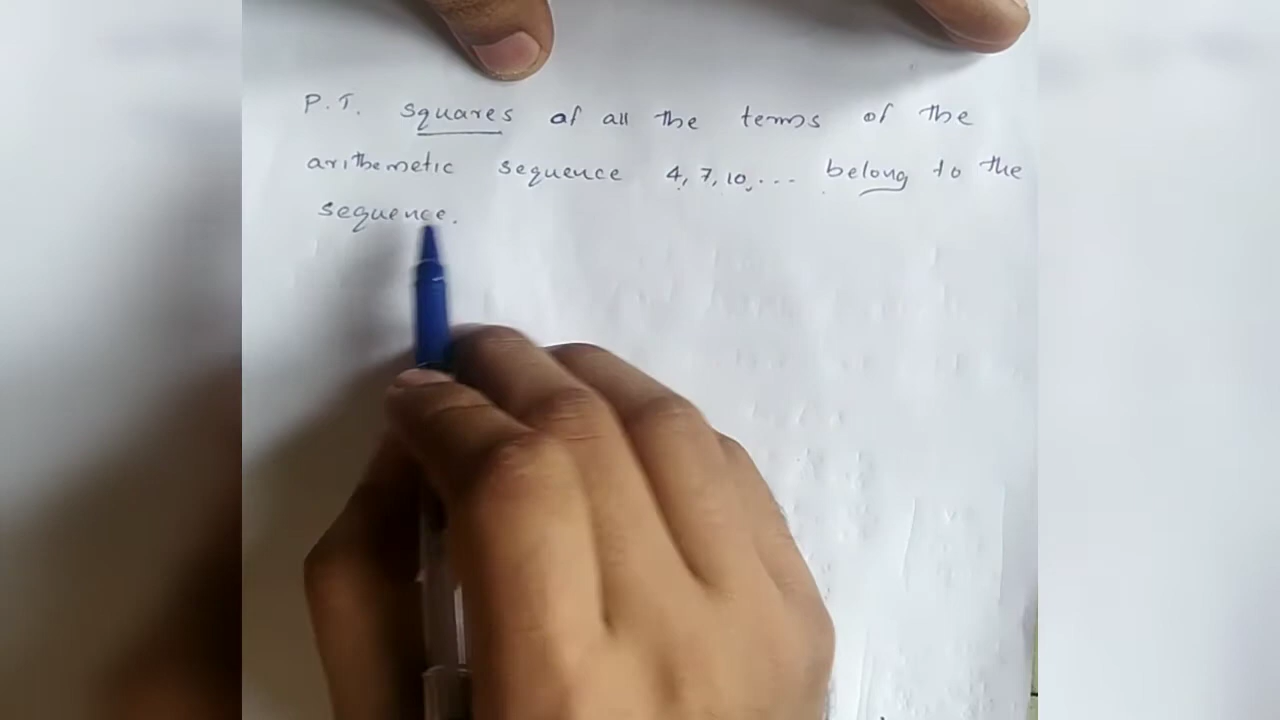 P.T. squares of all the terms of the
arithemetic sequence 4, 7, 10, ... belong to the
sequence.